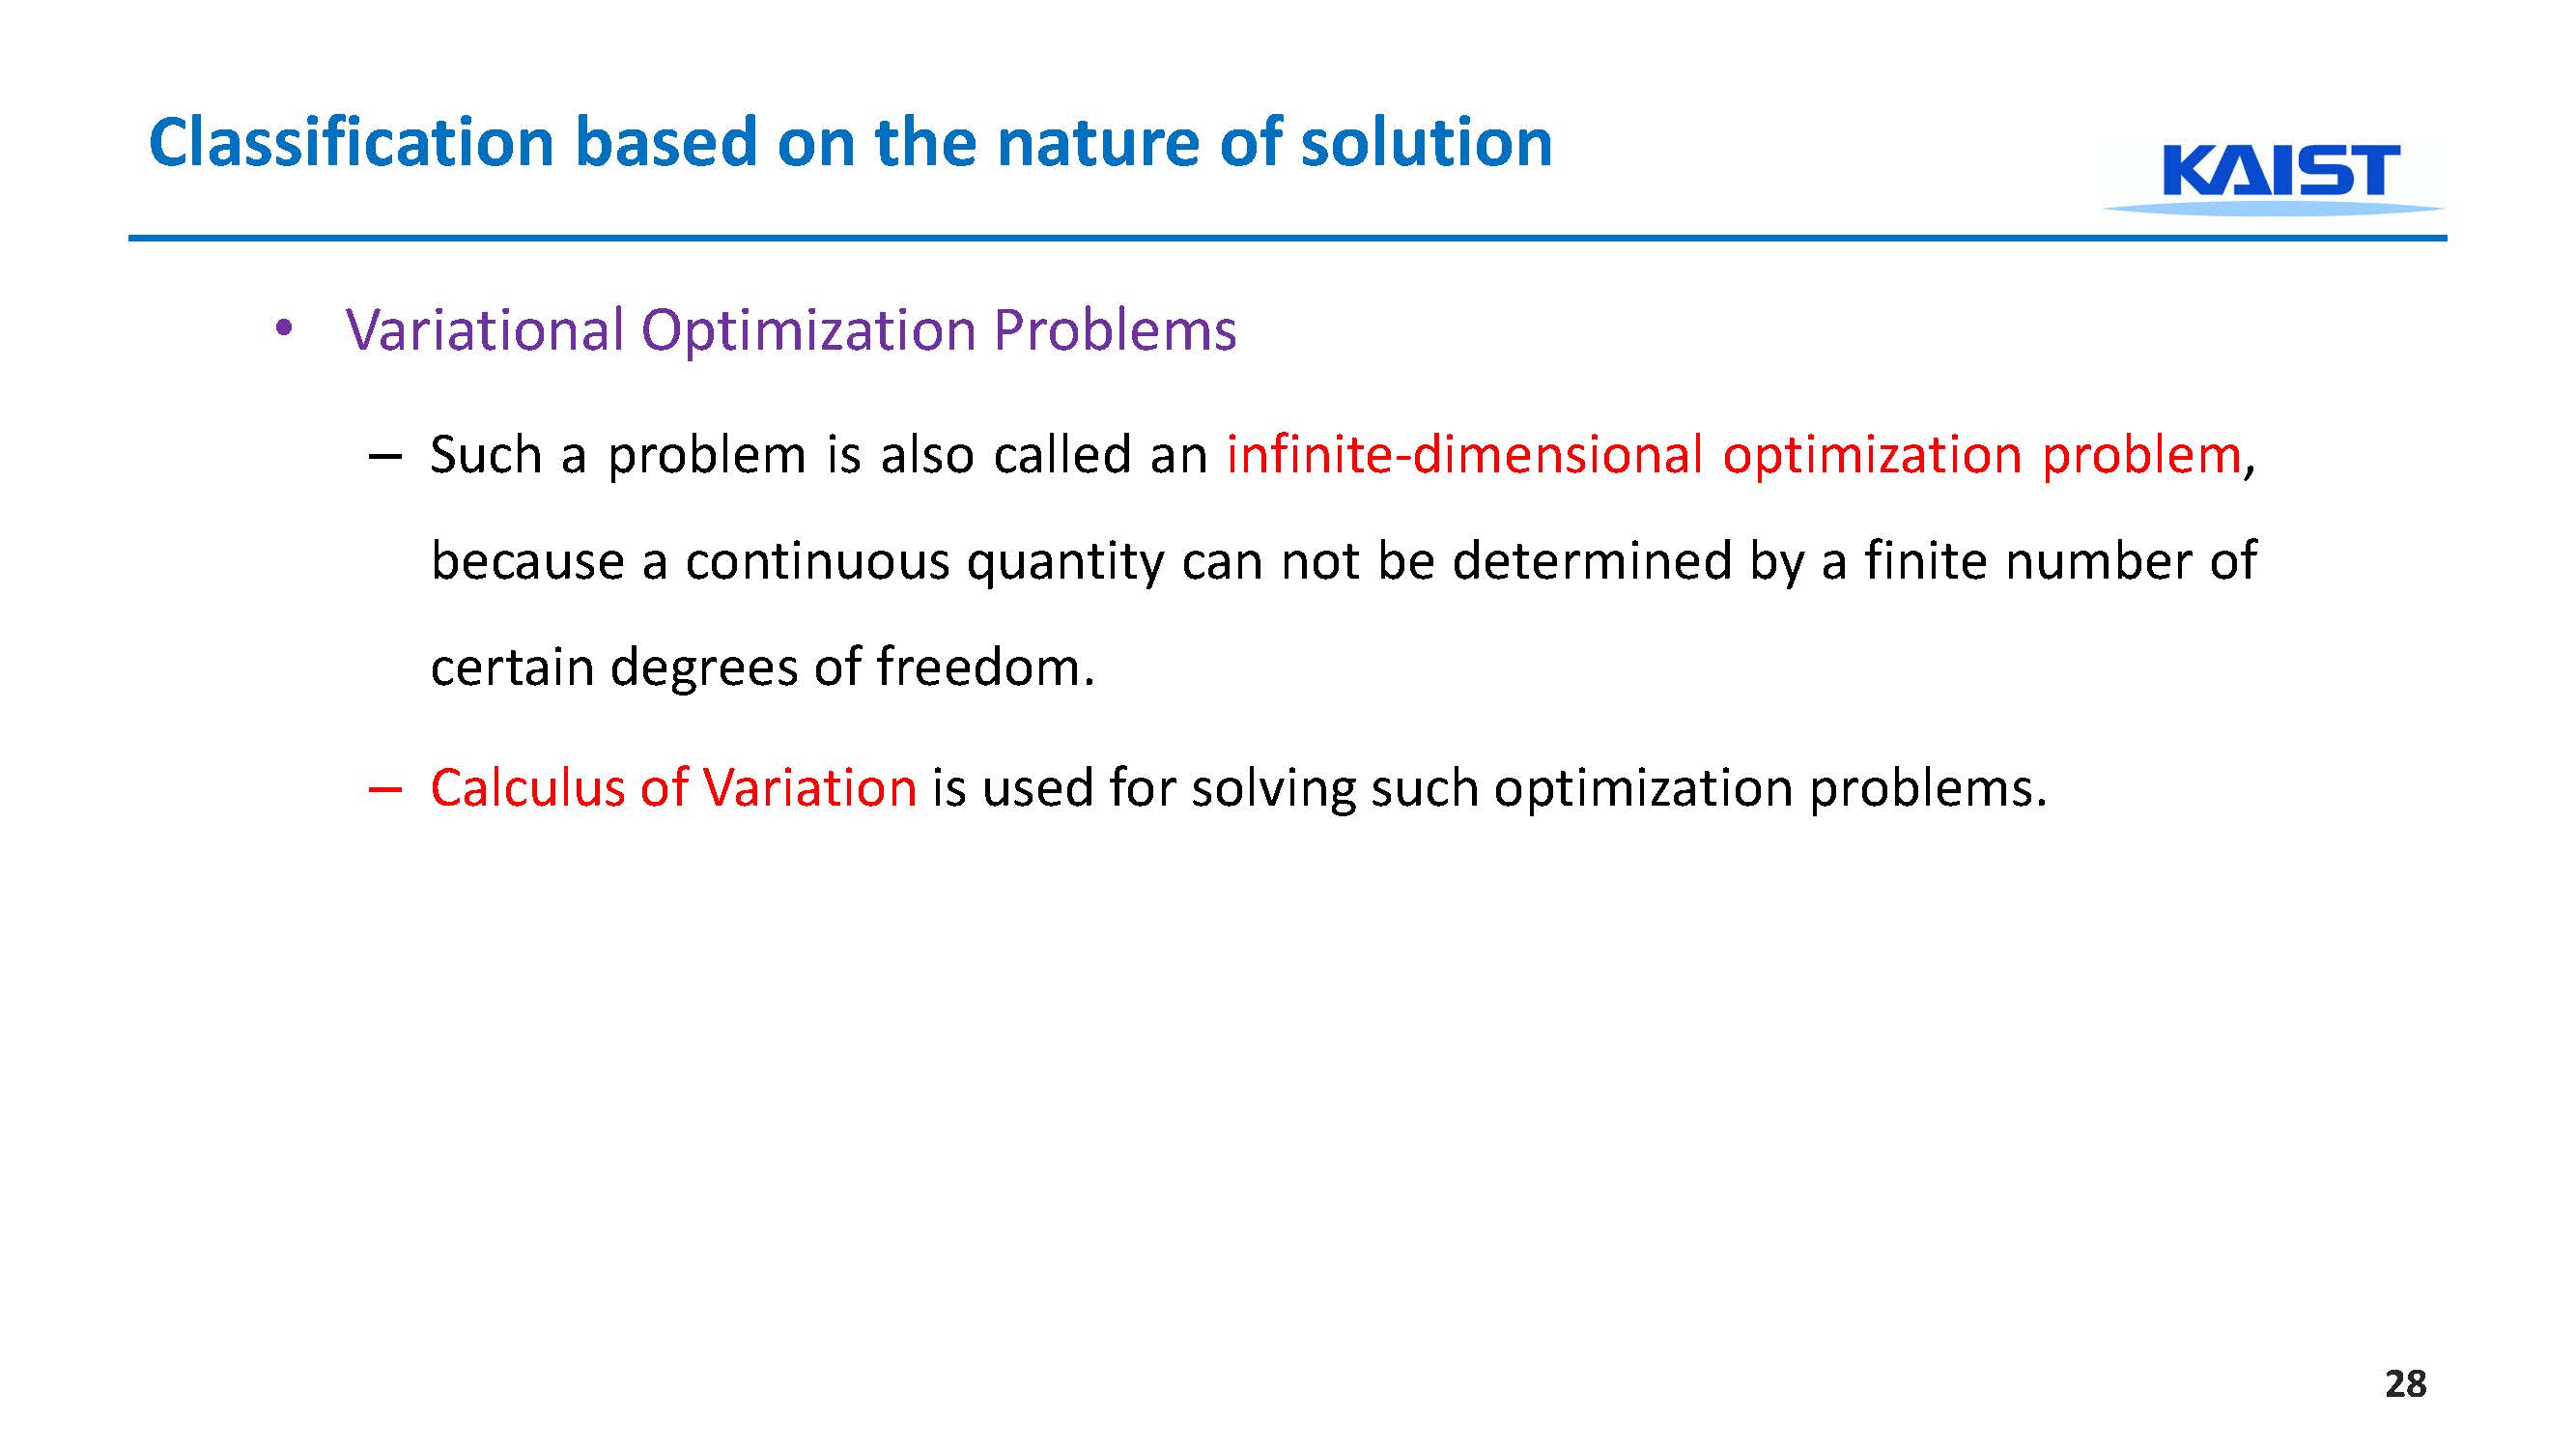 Classification based on the nature of solution
KAIST
• Variational Optimization Problems
– Such a problem is also called an infinite-dimensional optimization problem,
because a continuous quantity can not be determined by a finite number of
certain degrees of freedom.
– Calculus of Variation is used for solving such optimization problems.
28